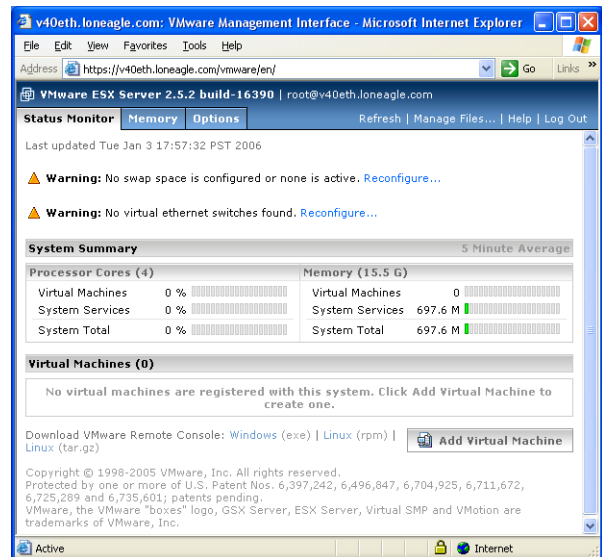 v40eth.loneagle.com: VMware Management Interface - Microsoft Internet Explorer
File Edit View Favorites Tools Help
Address https://v40eth.loneagle.com/vmware/en/ Go Links »
VMware ESX Server 2.5.2 build-16390 | root@v40eth.loneagle.com
Status Monitor Memory Options Refresh | Manage Files... | Help | Log Out
Last updated Tue Jan 3 17:57:32 PST 2006
Warning: No swap space is configured or none is active. Reconfigure...
Warning: No virtual ethernet switches found. Reconfigure...
System Summary 5 Minute Average
Processor Cores (4) Memory (15.5 G)
Virtual Machines 0 % Virtual Machines 0
System Services 0 % System Services 697.6 M
System Total 0 % System Total 697.6 M
Virtual Machines (0)
No virtual machines are registered with this system. Click Add Virtual Machine to
create one.
Download VMware Remote Console: Windows (exe) | Linux (rpm) |
Linux (tar.gz)
Add Virtual Machine
Copyright © 1998-2005 VMware, Inc. All rights reserved.
Protected by one or more of U.S. Patent Nos. 6,397,242, 6,496,847, 6,704,925, 6,711,672,
6,725,289 and 6,735,601; patents pending.
VMware, the VMware "boxes" logo, GSX Server, ESX Server, Virtual SMP and VMotion are
trademarks of VMware, Inc.
Active Internet